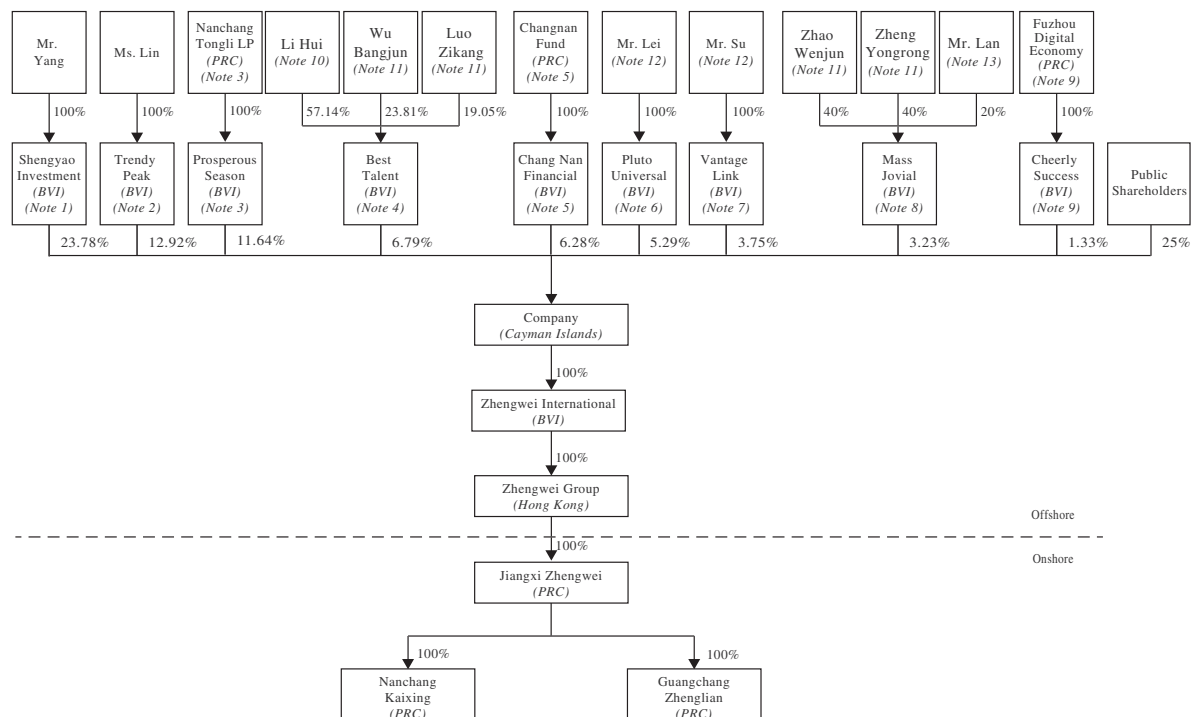 Mr.
Yang
Ms. Lin
Nanchang
Tongli LP
(PRC)
(Note 3)
Li Hui
(Note 10)
Wu
Bangjun
(Note 11)
Luo
Zikang
(Note 11)
Changnan
Fund
(PRC)
(Note 5)
Mr. Lei
(Note 12)
Mr. Su
(Note 12)
Zhao
Wenjun
(Note 11)
Zheng
Yongrong
(Note 11)
Mr. Lan
(Note 13)
Fuzhou
Digital
Economy
(PRC)
(Note 9)
100%
100%
100%
57.14%
23.81%
19.05%
100%
100%
100%
40%
40%
20%
100%
Shengyao
Investment
(BVI)
(Note 1)
Trendy
Peak
(BVI)
(Note 2)
Prosperous
Season
(BVI)
(Note 3)
Best
Talent
(BVI)
(Note 4)
Chang Nan
Financial
(BVI)
(Note 5)
Pluto
Universal
(BVI)
(Note 6)
Vantage
Link
(BVI)
(Note 7)
Mass
Jovial
(BVI)
(Note 8)
Cheerly
Success
(BVI)
(Note 9)
Public
Shareholders
23.78%
12.92%
11.64%
6.79%
6.28%
5.29%
3.75%
3.23%
1.33%
25%
Company
(Cayman Islands)
100%
Zhengwei International
(BVI)
100%
Zhengwei Group
(Hong Kong)
Offshore
100%
Onshore
Jiangxi Zhengwei
(PRC)
100%
100%
Nanchang
Kaixing
(PRC)
Guangchang
Zhenglian
(PRC)